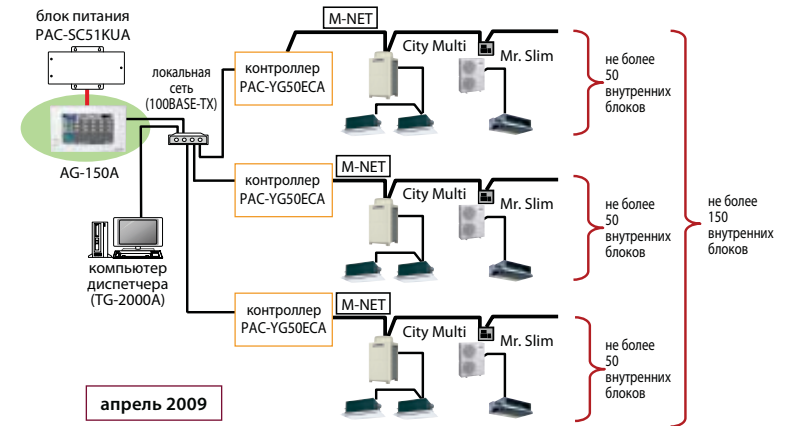 блок питания
PAC-SC51KUA
AG-150A
локальная
сеть
(100BASE-TX)
компьютер
диспетчера
(TG-2000A)
контроллер
PAC-YG50ECA
M-NET
City Multi
Mr. Slim
не более
50
внутренних
блоков
контроллер
PAC-YG50ECA
M-NET
City Multi
Mr. Slim
не более
50
внутренних
блоков
контроллер
PAC-YG50ECA
M-NET
City Multi
Mr. Slim
не более
50
внутренних
блоков
не более
150
внутренних
блоков
апрель 2009